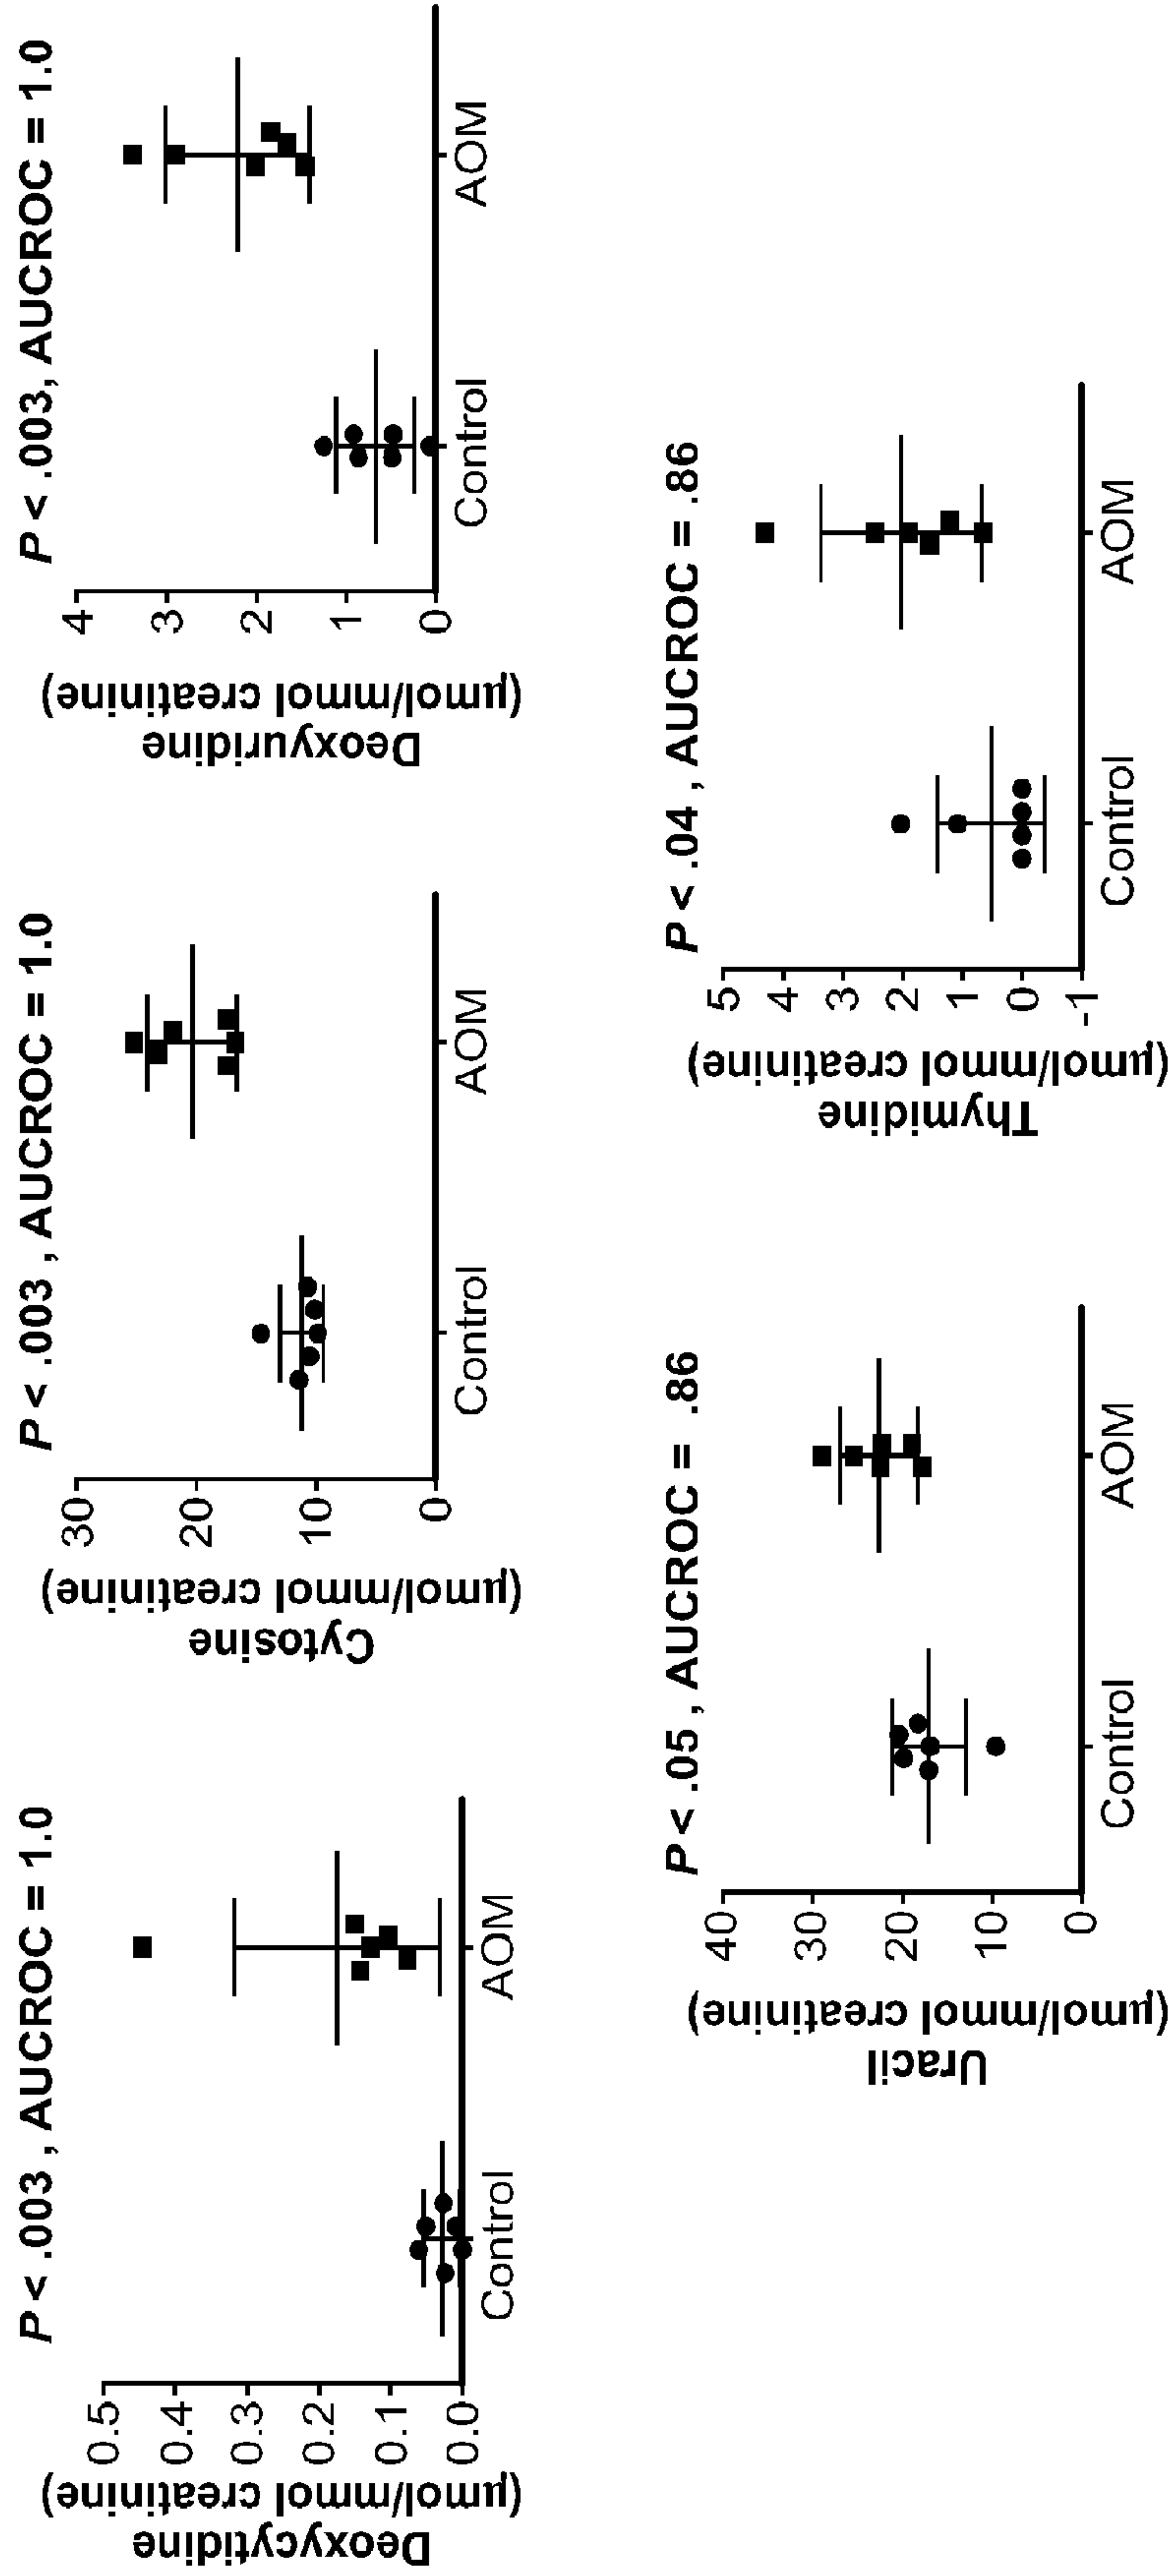 P < .003 , AUCROC = 1.0
Deoxycytidine
(µmol/mmol creatinine)
0.5
0.4
0.3
0.2
0.1
0.0
Control
AOM
P < .003 , AUCROC = 1.0
Cytosine
(µmol/mmol creatinine)
30
20
10
0
Control
AOM
P < .003, AUCROC = 1.0
Deoxyuridine
(µmol/mmol creatinine)
4
3
2
1
0
Control
AOM
P < .05 , AUCROC = .86
Uracil
(µmol/mmol creatinine)
40
30
20
10
0
Control
AOM
P < .04 , AUCROC = .86
Thymidine
(µmol/mmol creatinine)
5
4
3
2
1
0
-1
Control
AOM